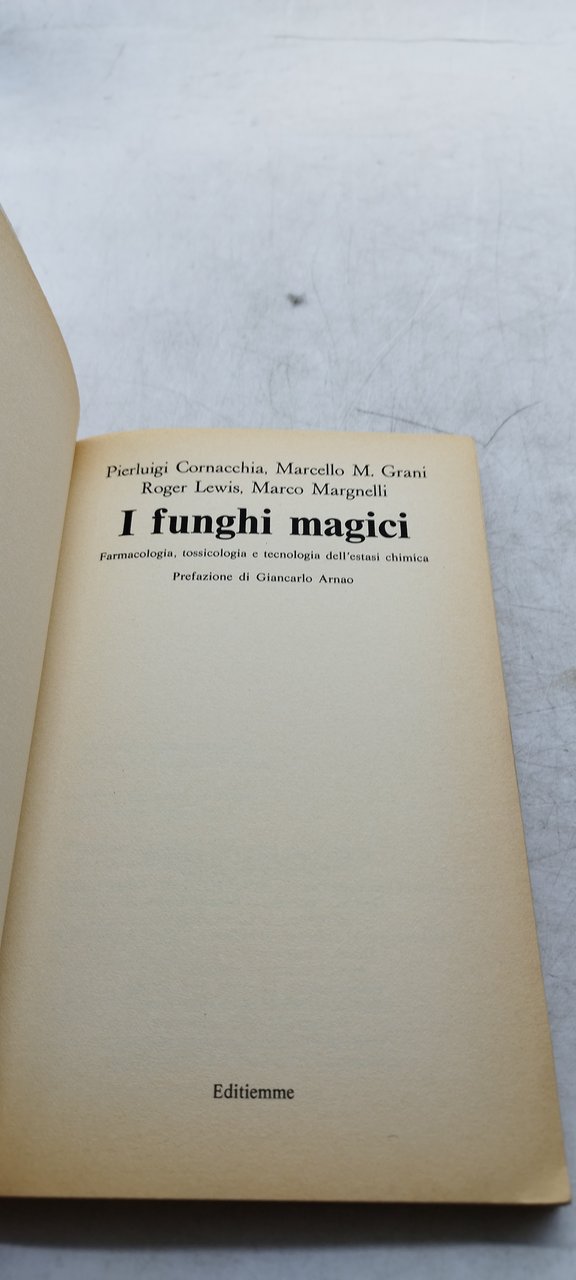 Pierluigi Cornacchia, Marcello M. Grani
Roger Lewis, Marco Margnelli
I funghi magici
Farmacologia, tossicologia e tecnologia dell'estasi chimica
Prefazione di Giancarlo Arnao
Editiemme